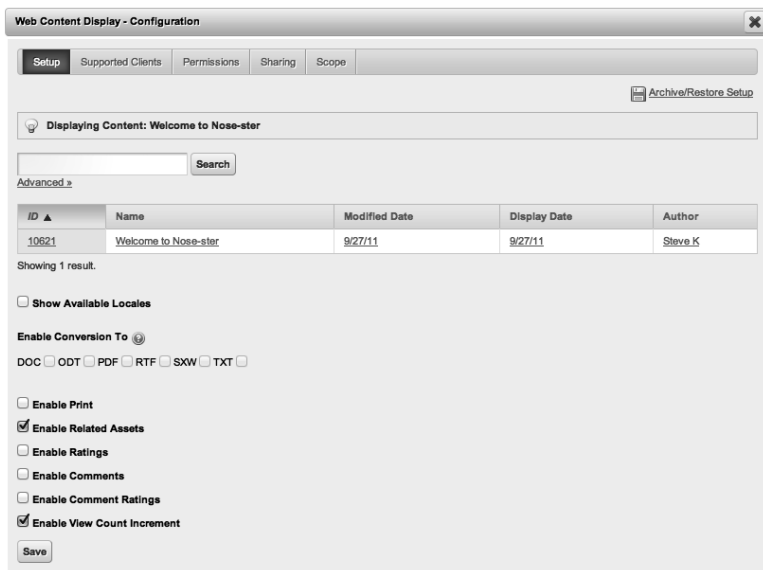 Web Content Display - Configuration
Setup Supported Clients Permissions Sharing Scope
Archive/Restore Setup
Displaying Content: Welcome to Nose-ster
Search
Advanced »
ID ▲ Name Modified Date Display Date Author
10621 Welcome to Nose-ster 9/27/11 9/27/11 Steve K
Showing 1 result.
Show Available Locales
Enable Conversion To
DOC ODT PDF RTF SXW TXT
Enable Print
Enable Related Assets
Enable Ratings
Enable Comments
Enable Comment Ratings
Enable View Count Increment
Save